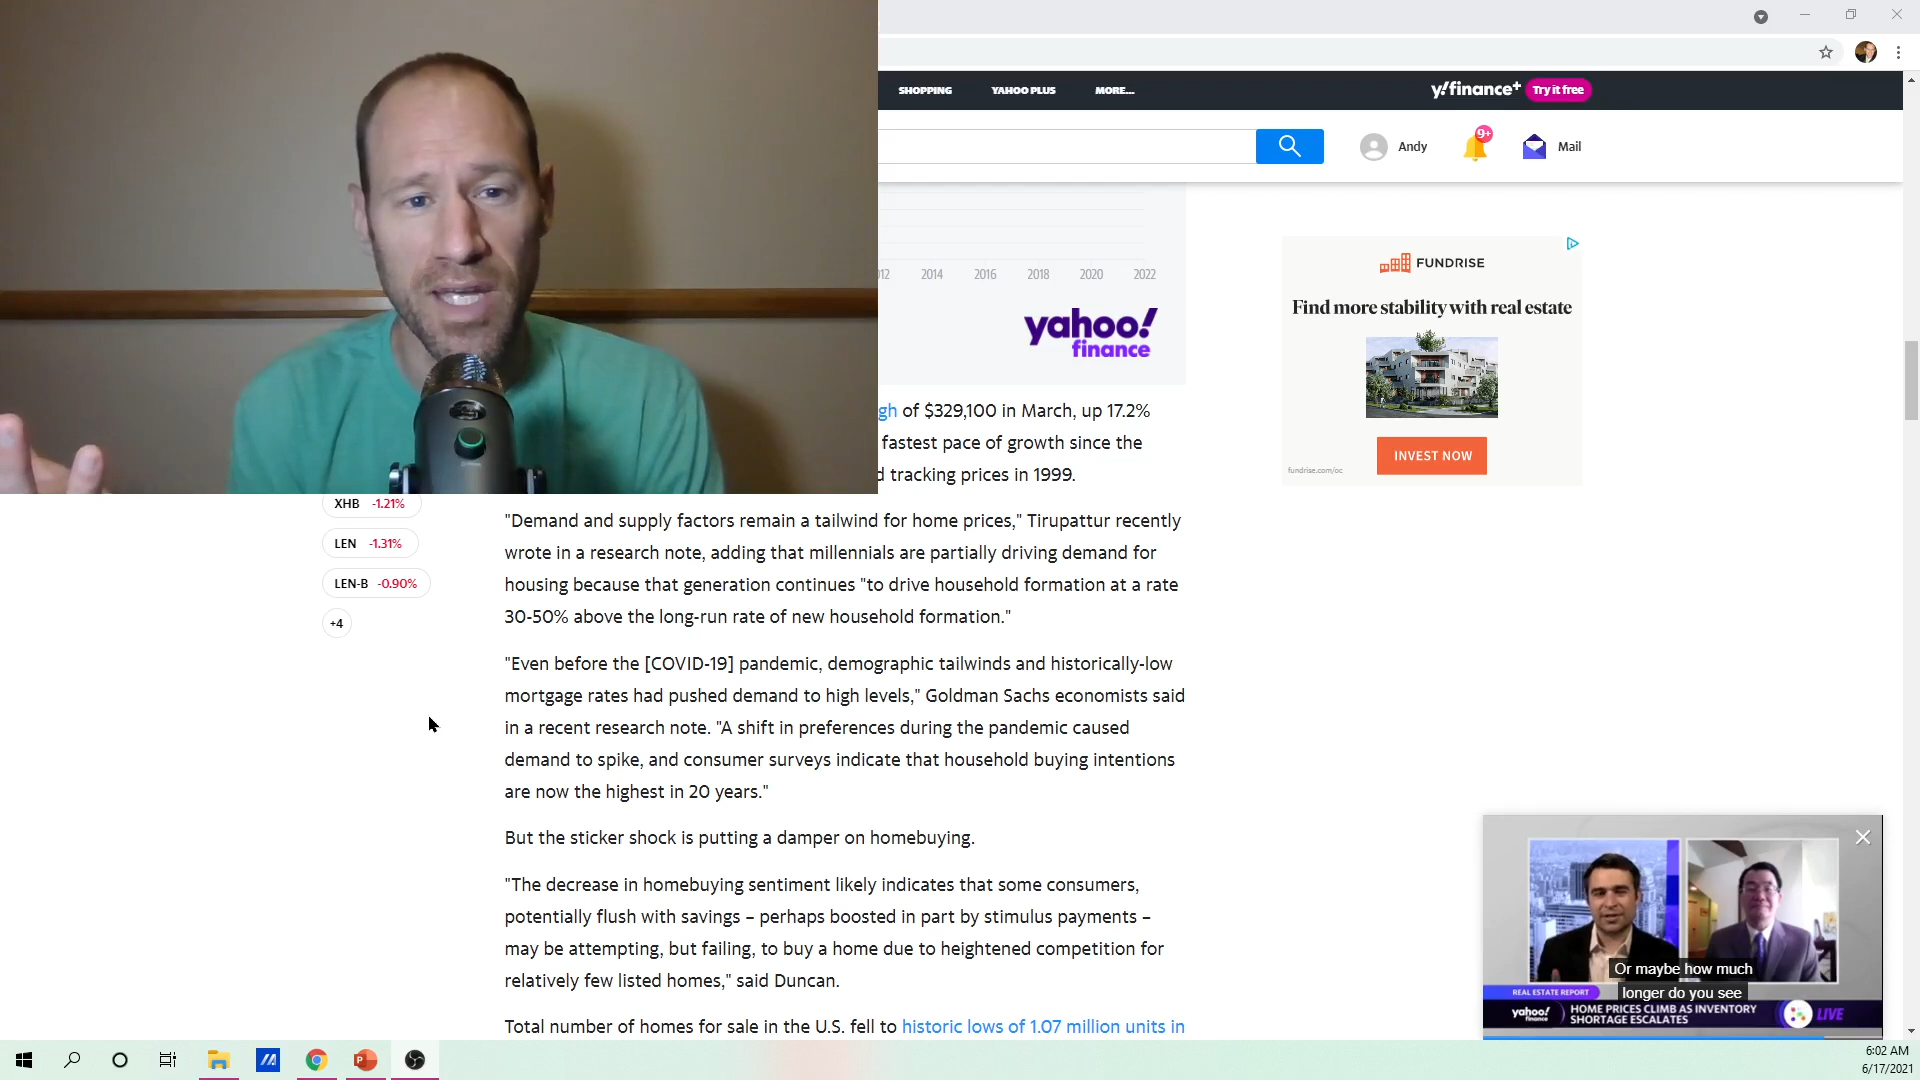 SHOPPING YAHOO PLUS MORE...
y!finance+ Try it free
Andy 9+ Mail
12 2014 2016 2018 2020 2022
yahoo!
finance
FUNDRISE
Find more stability with real estate
INVEST NOW
fundrise.com/oc
gh of $329,100 in March, up 17.2%
fastest pace of growth since the
d tracking prices in 1999.
XHB -1.21%
LEN -1.31%
LEN-B -0.90%
+4
"Demand and supply factors remain a tailwind for home prices," Tirupattur recently
wrote in a research note, adding that millennials are partially driving demand for
housing because that generation continues "to drive household formation at a rate
30-50% above the long-run rate of new household formation."
"Even before the [COVID-19] pandemic, demographic tailwinds and historically-low
mortgage rates had pushed demand to high levels," Goldman Sachs economists said
in a recent research note. "A shift in preferences during the pandemic caused
demand to spike, and consumer surveys indicate that household buying intentions
are now the highest in 20 years."
But the sticker shock is putting a damper on homebuying.
"The decrease in homebuying sentiment likely indicates that some consumers,
potentially flush with savings – perhaps boosted in part by stimulus payments –
may be attempting, but failing, to buy a home due to heightened competition for
relatively few listed homes," said Duncan.
Total number of homes for sale in the U.S. fell to historic lows of 1.07 million units in
Or maybe how much
longer do you see
REAL ESTATE REPORT
yahoo!
finance
HOME PRICES CLIMB AS INVENTORY
SHORTAGE ESCALATES
LIVE
6:02 AM
6/17/2021